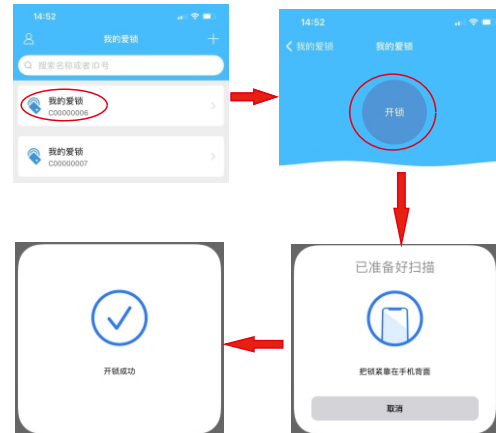 14:52
我的爱锁
搜索名称或者ID号
我的爱锁
C00000006
我的爱锁
C00000007
14:52
我的爱锁
我的爱锁
开锁
已准备好扫描
把锁紧靠在手机背面
取消
开锁成功